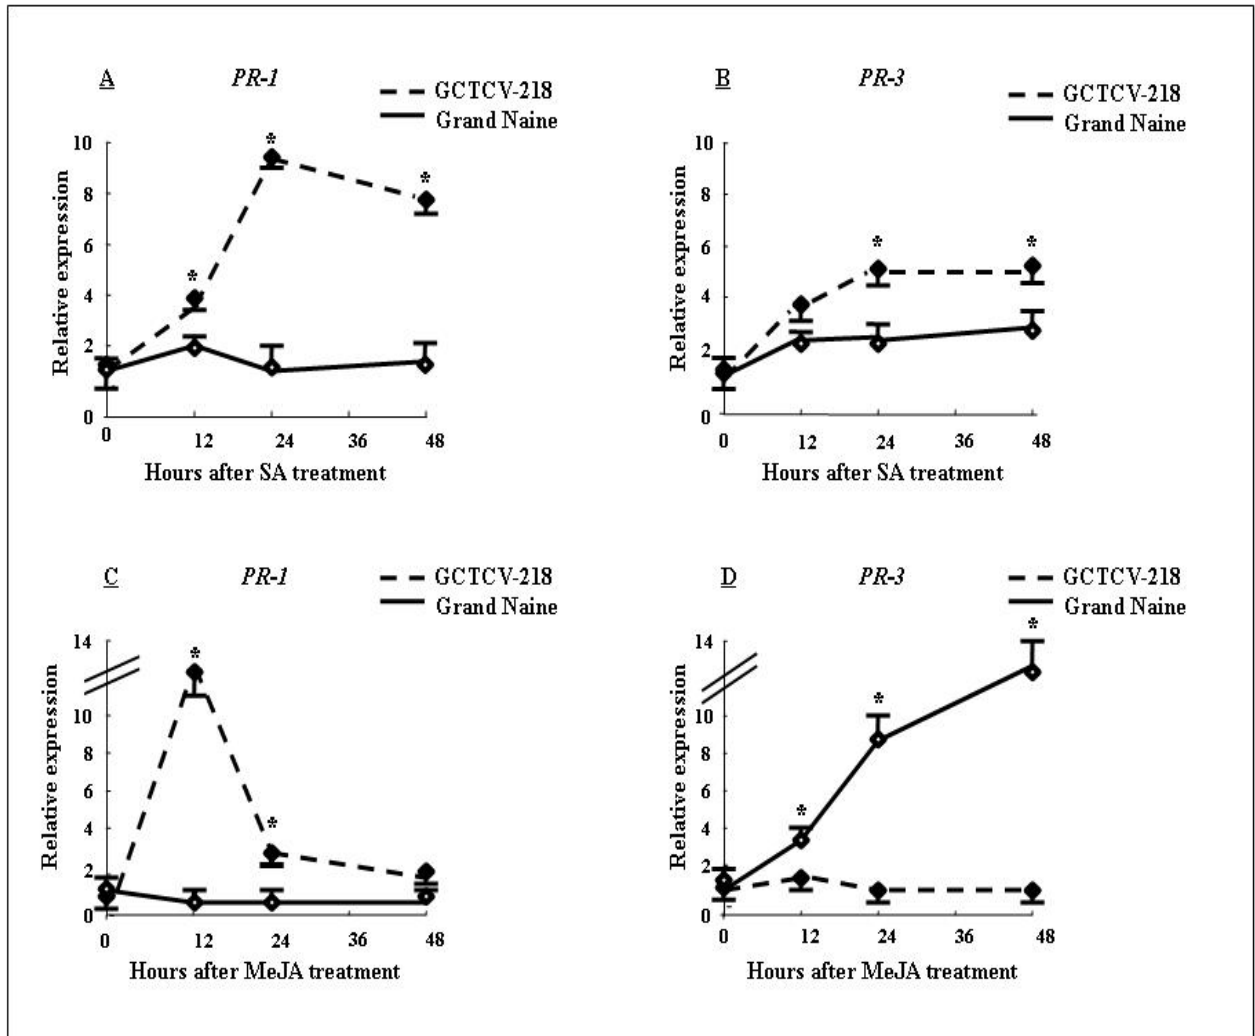 A PR-1
GCTCV-218
Grand Naine
*
*
*
10
8
6
4
2
0
Relative expression
0 12 24 36 48
Hours after SA treatment
B PR-3
GCTCV-218
Grand Naine
*
*
10
8
6
4
2
0
Relative expression
0 12 24 36 48
Hours after SA treatment
C PR-1
GCTCV-218
Grand Naine
*
*
14
10
8
6
4
2
0
Relative expression
0 12 24 36 48
Hours after MeJA treatment
D PR-3
GCTCV-218
Grand Naine
*
*
*
14
10
8
6
4
2
0
Relative expression
0 12 24 36 48
Hours after MeJA treatment